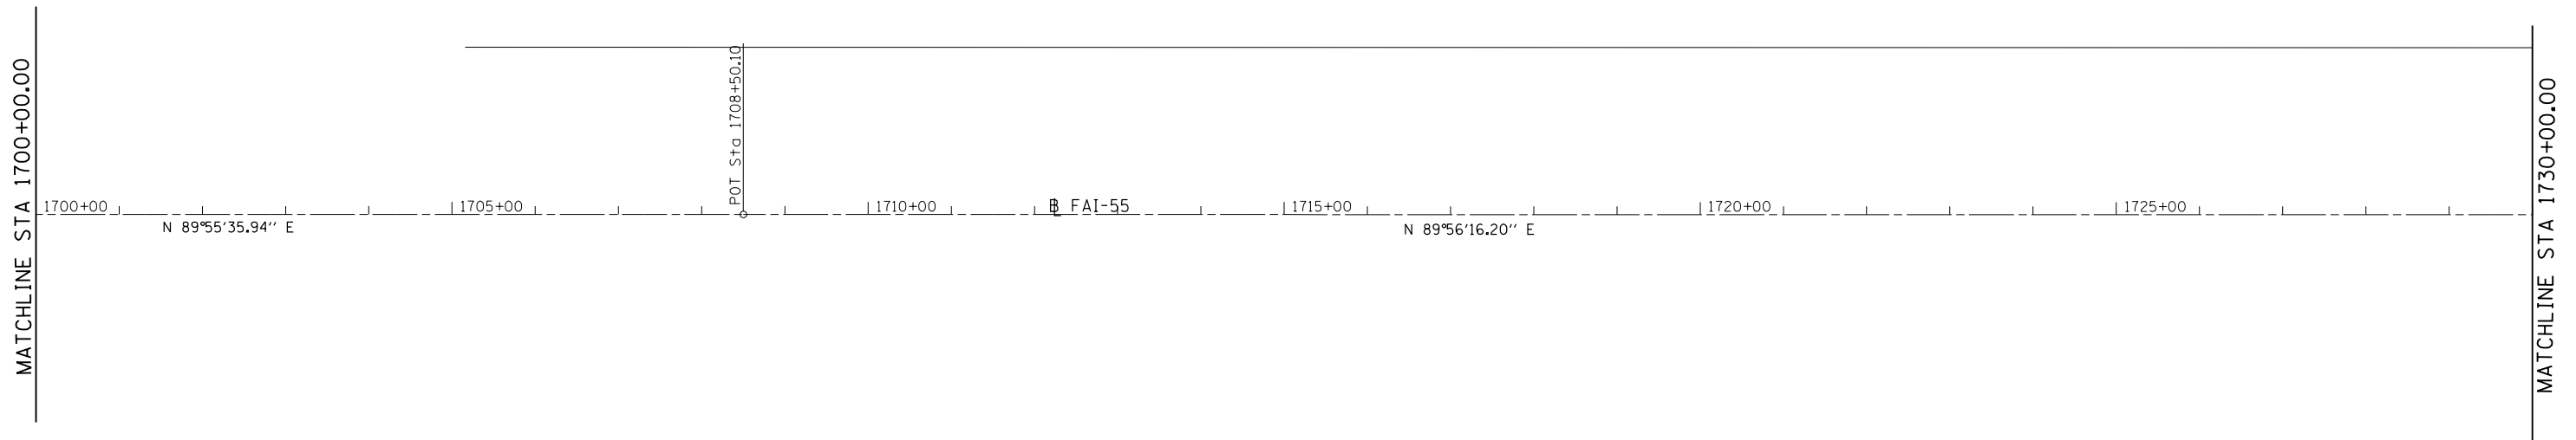 MATCHLINE STA 1700+00.00
POT Sta 1708+50.10
1700+00
1705+00
1710+00
℄ FAI-55
1715+00
1720+00
1725+00
N 89°55'35.94'' E
N 89°56'16.20'' E
MATCHLINE STA 1730+00.00